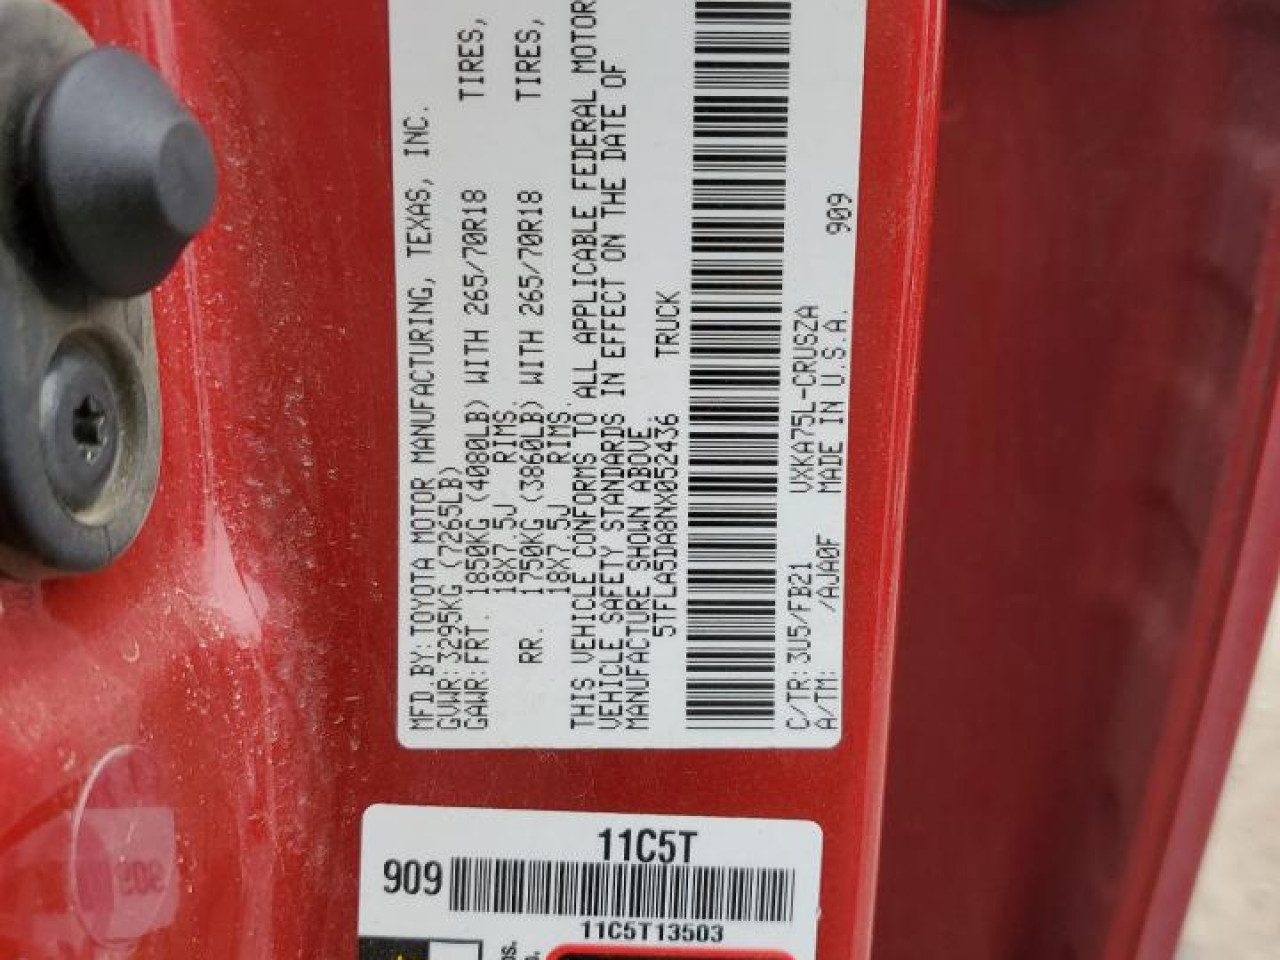 MFD.BY: TOYOTA MOTOR MANUFACTURING, TEXAS, INC.
GVWR: 3295KG (7265LB)
GAWR: FRT. 1850KG (4080LB) WITH 265/70R18 TIRES,
18X7.5J RIMS.
RR. 1750KG (3860LB) WITH 265/70R18 TIRES,
18X7.5J RIMS.
THIS VEHICLE CONFORMS TO ALL APPLICABLE FEDERAL MOTOR
VEHICLE SAFETY STANDARDS IN EFFECT ON THE DATE OF
MANUFACTURE SHOWN ABOVE.
5TFLA5DA8NX052436 TRUCK
C/TR: 3U5/FB21 VXKA75L-CRUSZA
A/TM: /AJA0F MADE IN U.S.A. 909
11C5T
909
11C5T13503